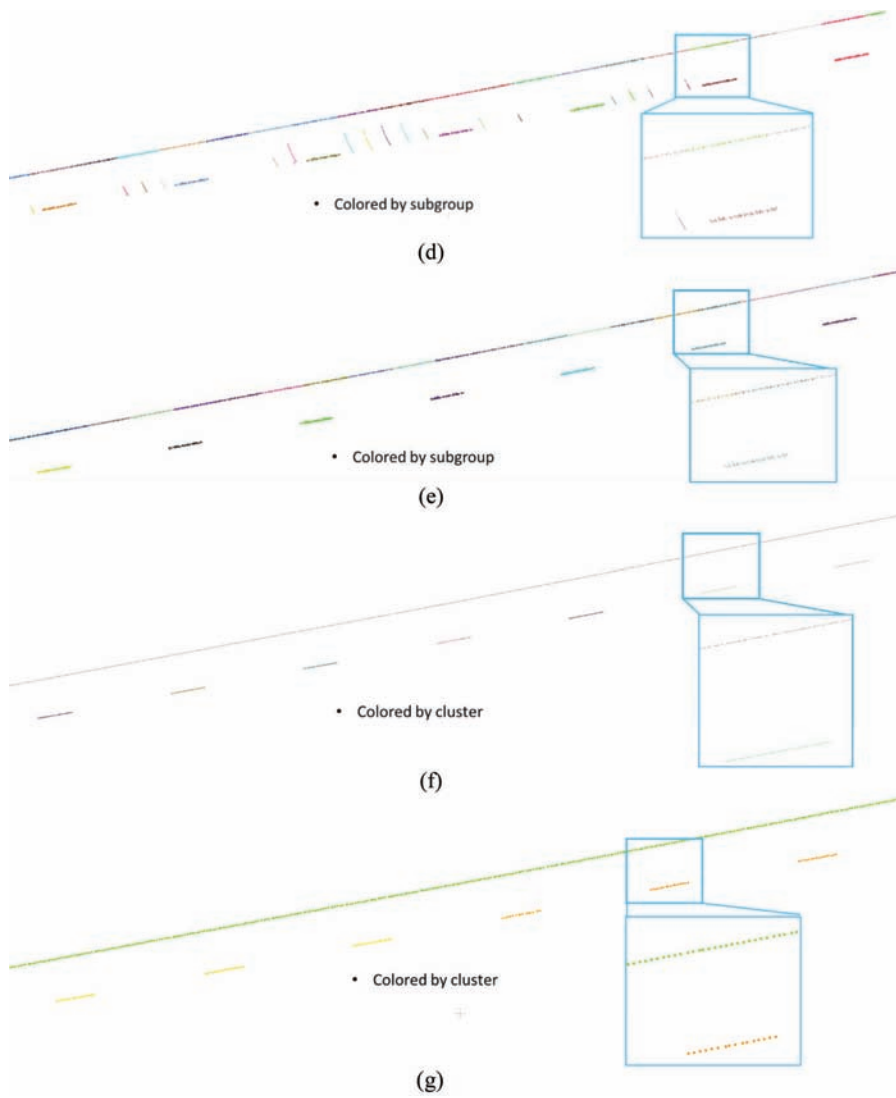 • Colored by subgroup
(d)
• Colored by subgroup
(e)
• Colored by cluster
(f)
• Colored by cluster
(g)